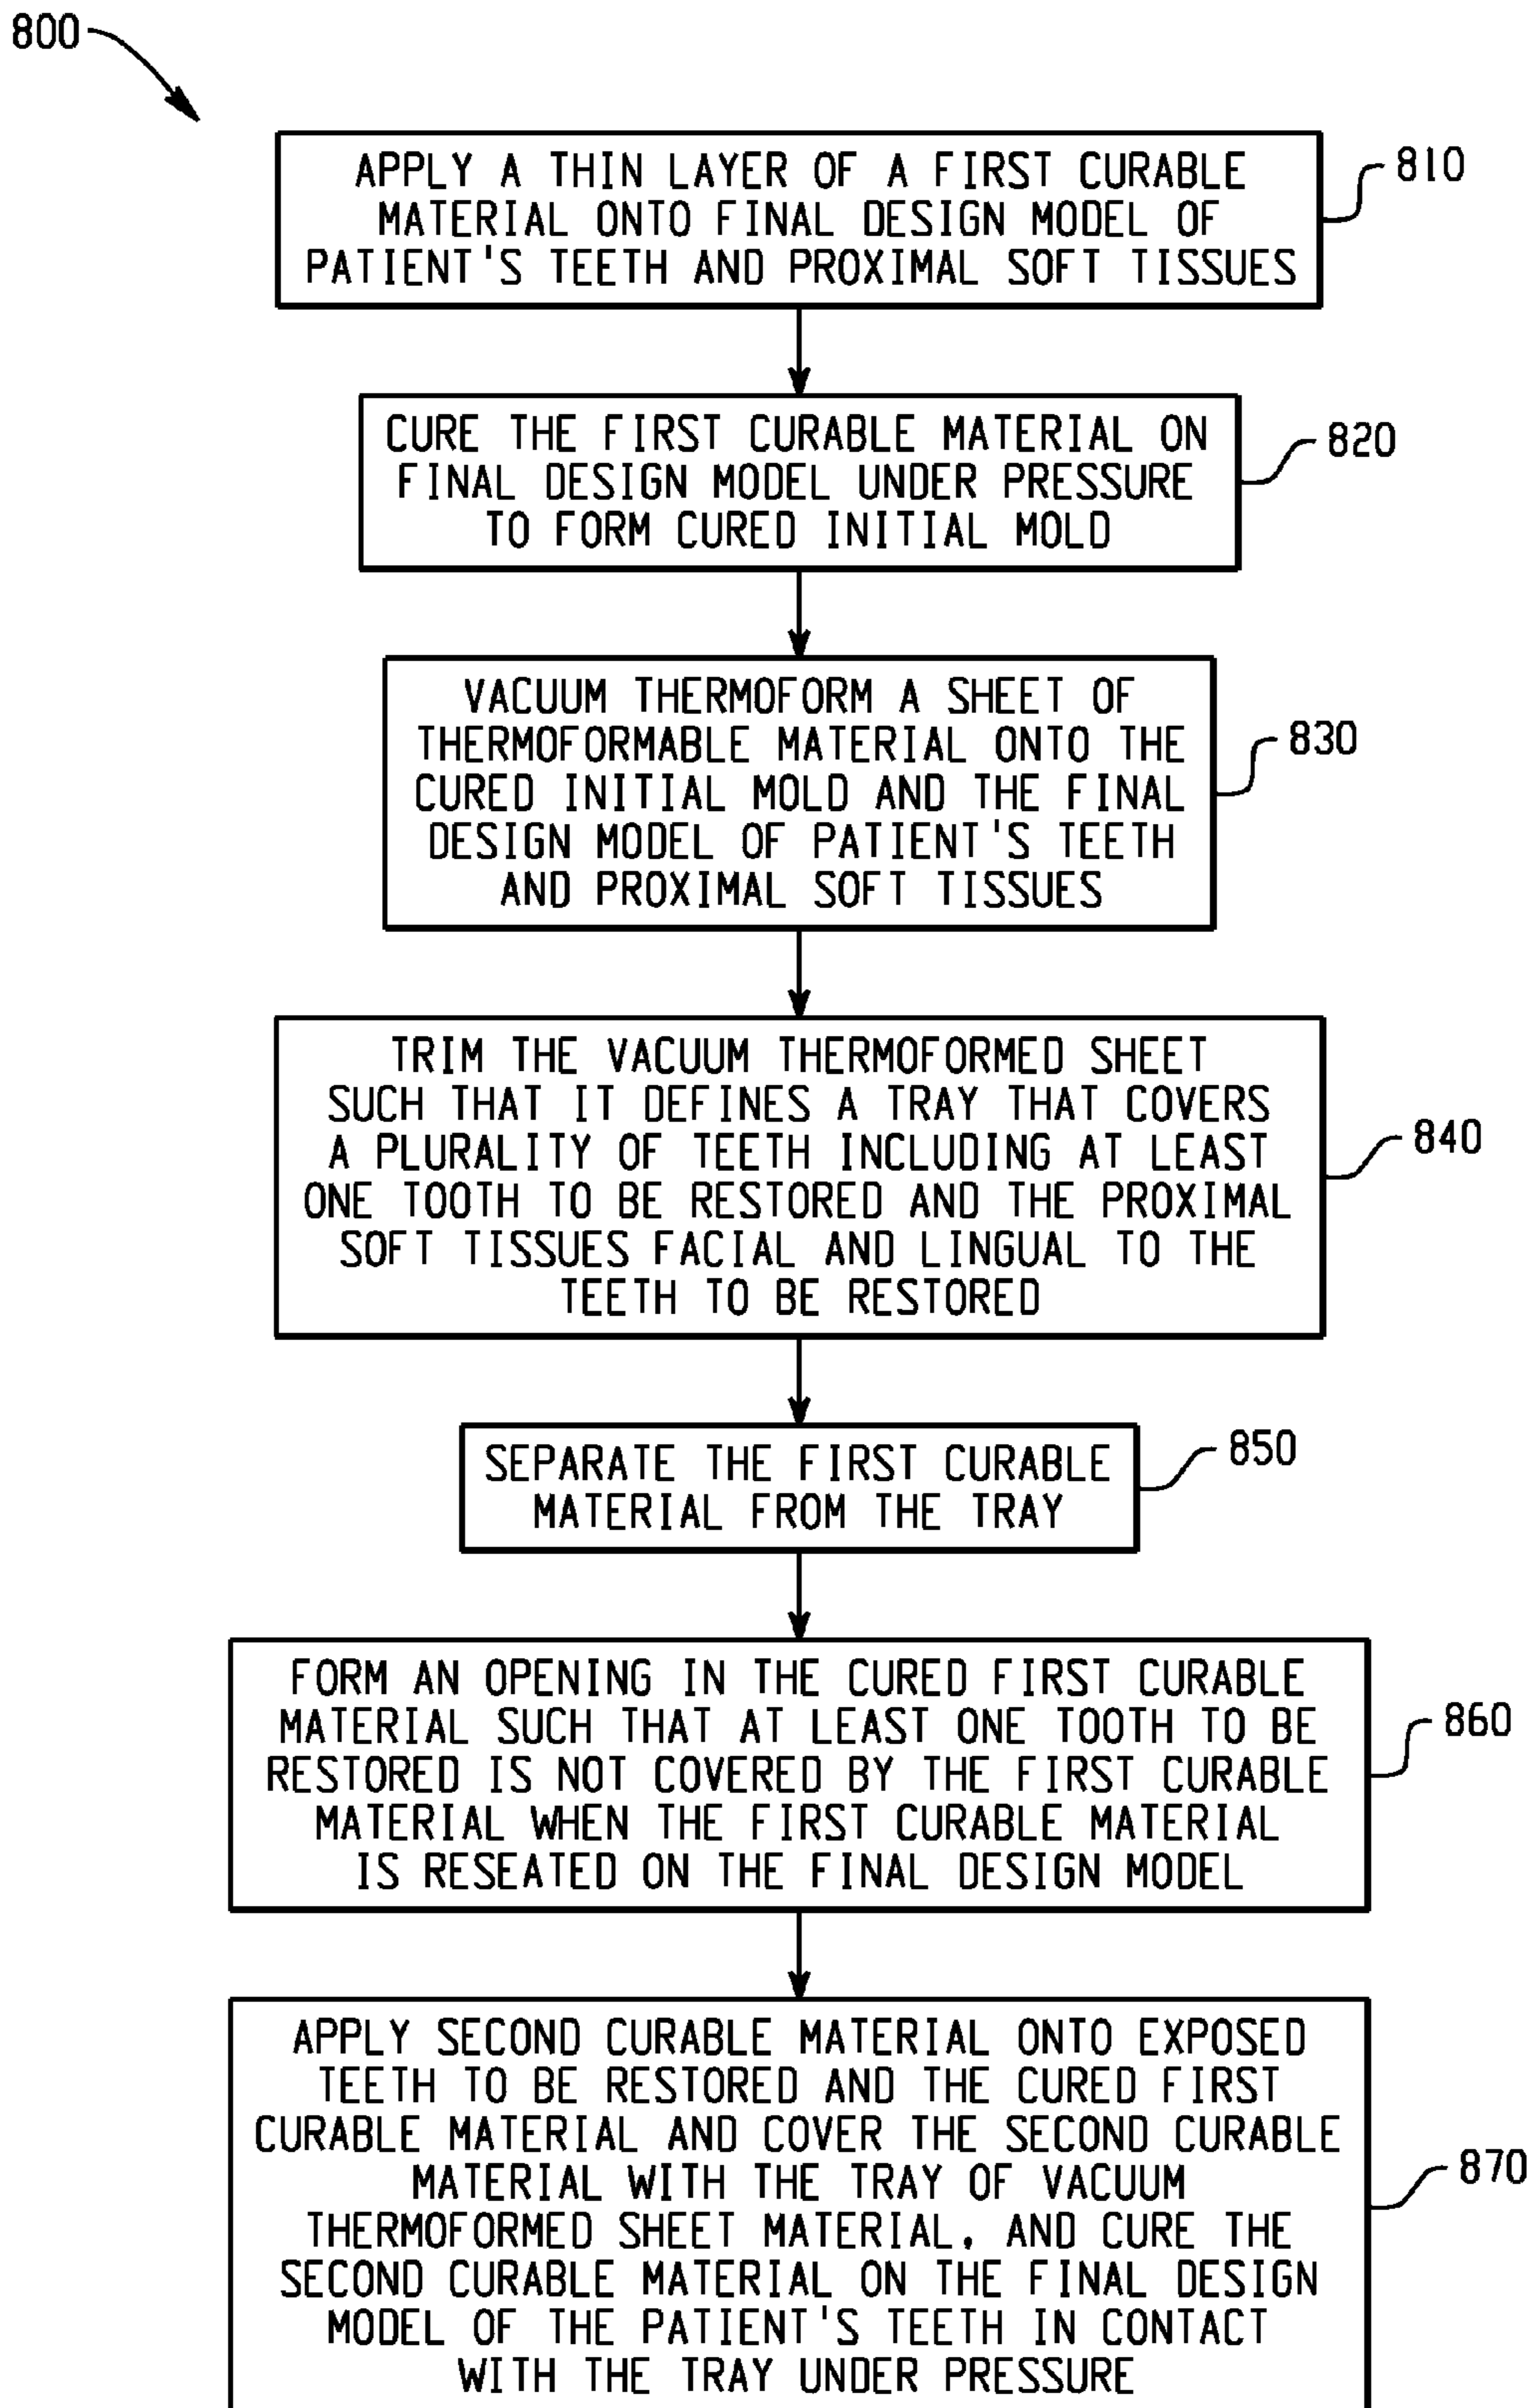 800
APPLY A THIN LAYER OF A FIRST CURABLE
MATERIAL ONTO FINAL DESIGN MODEL OF
PATIENT'S TEETH AND PROXIMAL SOFT TISSUES
810
CURE THE FIRST CURABLE MATERIAL ON
FINAL DESIGN MODEL UNDER PRESSURE
TO FORM CURED INITIAL MOLD
820
VACUUM THERMOFORM A SHEET OF
THERMOFORMABLE MATERIAL ONTO THE
CURED INITIAL MOLD AND THE FINAL
DESIGN MODEL OF PATIENT'S TEETH
AND PROXIMAL SOFT TISSUES
830
TRIM THE VACUUM THERMOFORMED SHEET
SUCH THAT IT DEFINES A TRAY THAT COVERS
A PLURALITY OF TEETH INCLUDING AT LEAST
ONE TOOTH TO BE RESTORED AND THE PROXIMAL
SOFT TISSUES FACIAL AND LINGUAL TO THE
TEETH TO BE RESTORED
840
SEPARATE THE FIRST CURABLE
MATERIAL FROM THE TRAY
850
FORM AN OPENING IN THE CURED FIRST CURABLE
MATERIAL SUCH THAT AT LEAST ONE TOOTH TO BE
RESTORED IS NOT COVERED BY THE FIRST CURABLE
MATERIAL WHEN THE FIRST CURABLE MATERIAL
IS RESEATED ON THE FINAL DESIGN MODEL
860
APPLY SECOND CURABLE MATERIAL ONTO EXPOSED
TEETH TO BE RESTORED AND THE CURED FIRST
CURABLE MATERIAL AND COVER THE SECOND CURABLE
MATERIAL WITH THE TRAY OF VACUUM
THERMOFORMED SHEET MATERIAL, AND CURE THE
SECOND CURABLE MATERIAL ON THE FINAL DESIGN
MODEL OF THE PATIENT'S TEETH IN CONTACT
WITH THE TRAY UNDER PRESSURE
870